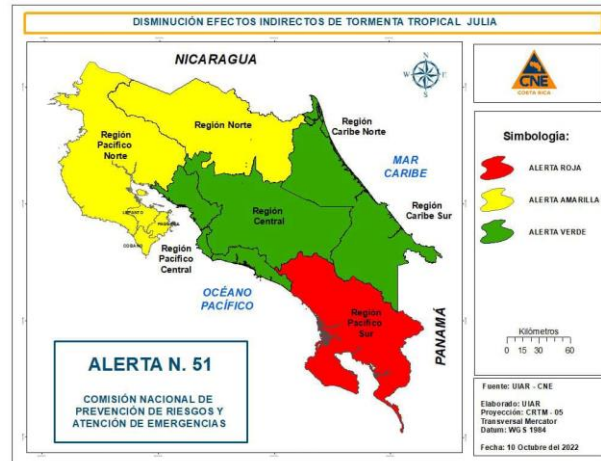 DISMINUCIÓN EFECTOS INDIRECTOS DE TORMENTA TROPICAL JULIA
NICARAGUA
N
W
E
S
Región Norte
Región
Caribe Norte
Región
Pacífico
Norte
MAR
CARIBE
LEPANTO
PAQUERA
COBANO
Región
Central
Región
Caribe Sur
Región
Pacífico
Central
OCÉANO
PACÍFICO
Región
Pacífico
Sur
PANAMÁ
ALERTA N. 51
COMISIÓN NACIONAL DE
PREVENCIÓN DE RIESGOS Y
ATENCIÓN DE EMERGENCIAS
CNE
COSTA RICA
Simbología:
ALERTA ROJA
ALERTA AMARILLA
ALERTA VERDE
Kilómetros
0 15 30 60
Fuente: UIAR - CNE
Elaborado: UIAR
Proyección: CRTM - 05
Transversal Mercator
Datum: WGS 1984
Fecha: 10 Octubre del 2022